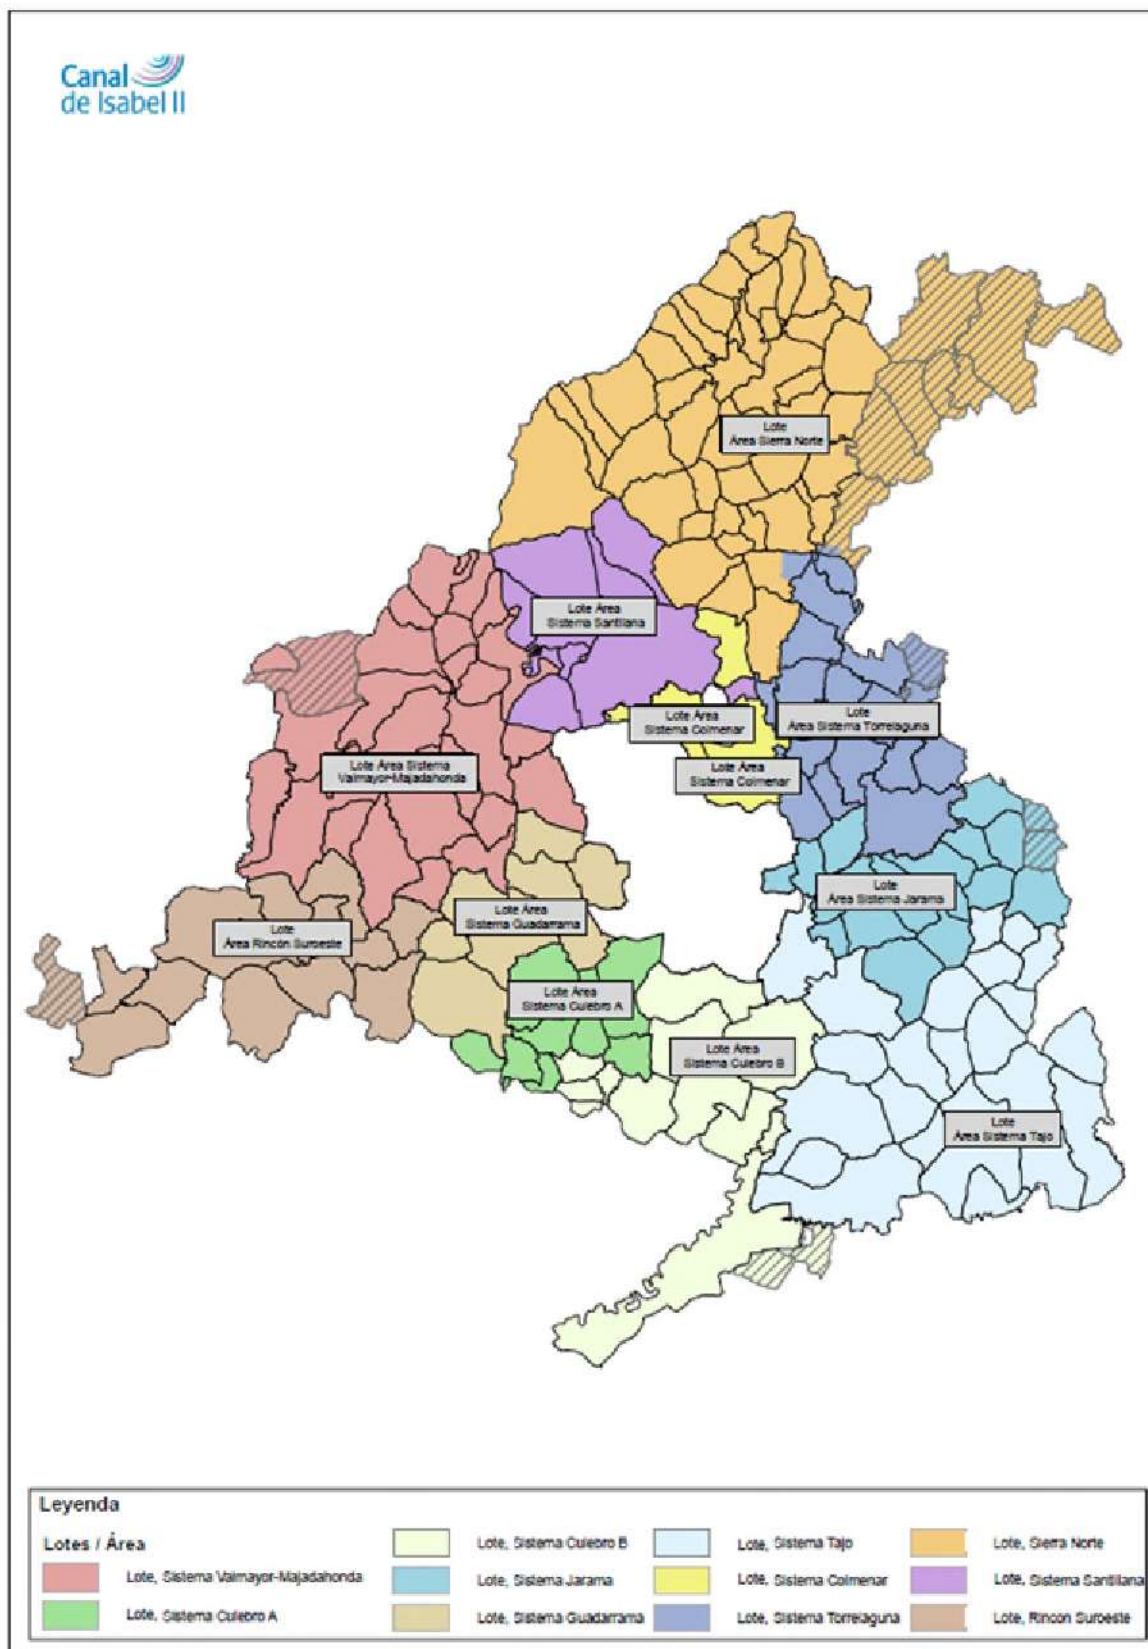 Canal
de Isabel II
Lote
Área Sierra Norte
Lote Área
Sistema Santillana
Lote Área
Sistema Colmenar
Lote
Área Sistema Torrelaguna
Lote Área Sistema
Valmayor-Majadahonda
Lote Área
Sistema Colmenar
Lote
Área Sistema Jarama
Lote Área
Sistema Guadarrama
Lote
Área Rincón Suroeste
Lote Área
Sistema Culebro A
Lote Área
Sistema Culebro B
Lote
Área Sistema Tajo
Leyenda
Lotes / Área
Lote, Sistema Valmayor-Majadahonda
Lote, Sistema Culebro A
Lote, Sistema Culebro B
Lote, Sistema Jarama
Lote, Sistema Guadarrama
Lote, Sistema Tajo
Lote, Sistema Colmenar
Lote, Sistema Torrelaguna
Lote, Sierra Norte
Lote, Sistema Santillana
Lote, Rincón Suroeste